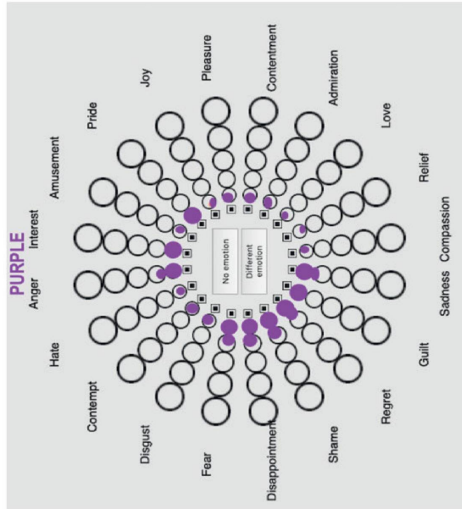 PURPLE
Anger
Interest
Hate
Amusement
Contempt
Pride
Disgust
Joy
Fear
Pleasure
No emotion
Different
emotion
Disappointment
Contentment
Shame
Admiration
Regret
Love
Guilt
Relief
Sadness
Compassion